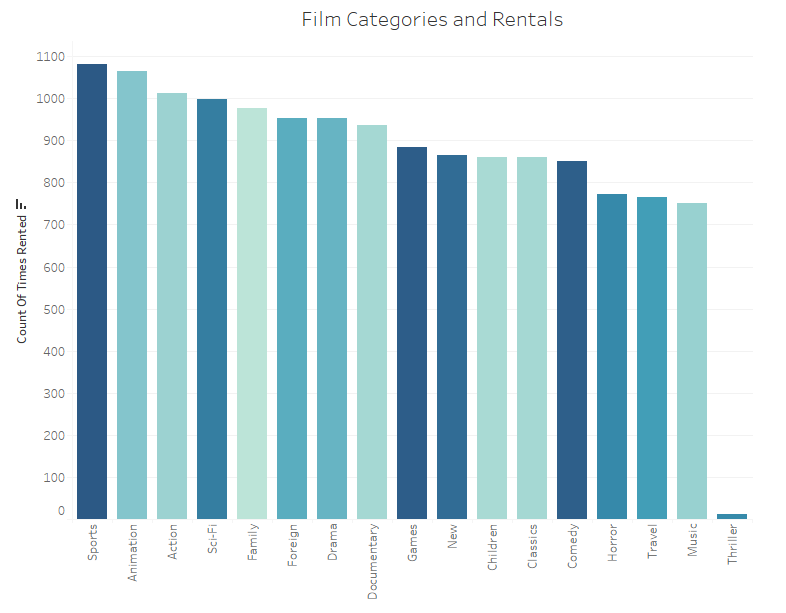 Film Categories and Rentals
Count Of Times Rented
1100
1000
900
800
700
600
500
400
300
200
100
0
Sports
Animation
Action
Sci-Fi
Family
Foreign
Drama
Documentary
Games
New
Children
Classics
Comedy
Horror
Travel
Music
Thriller